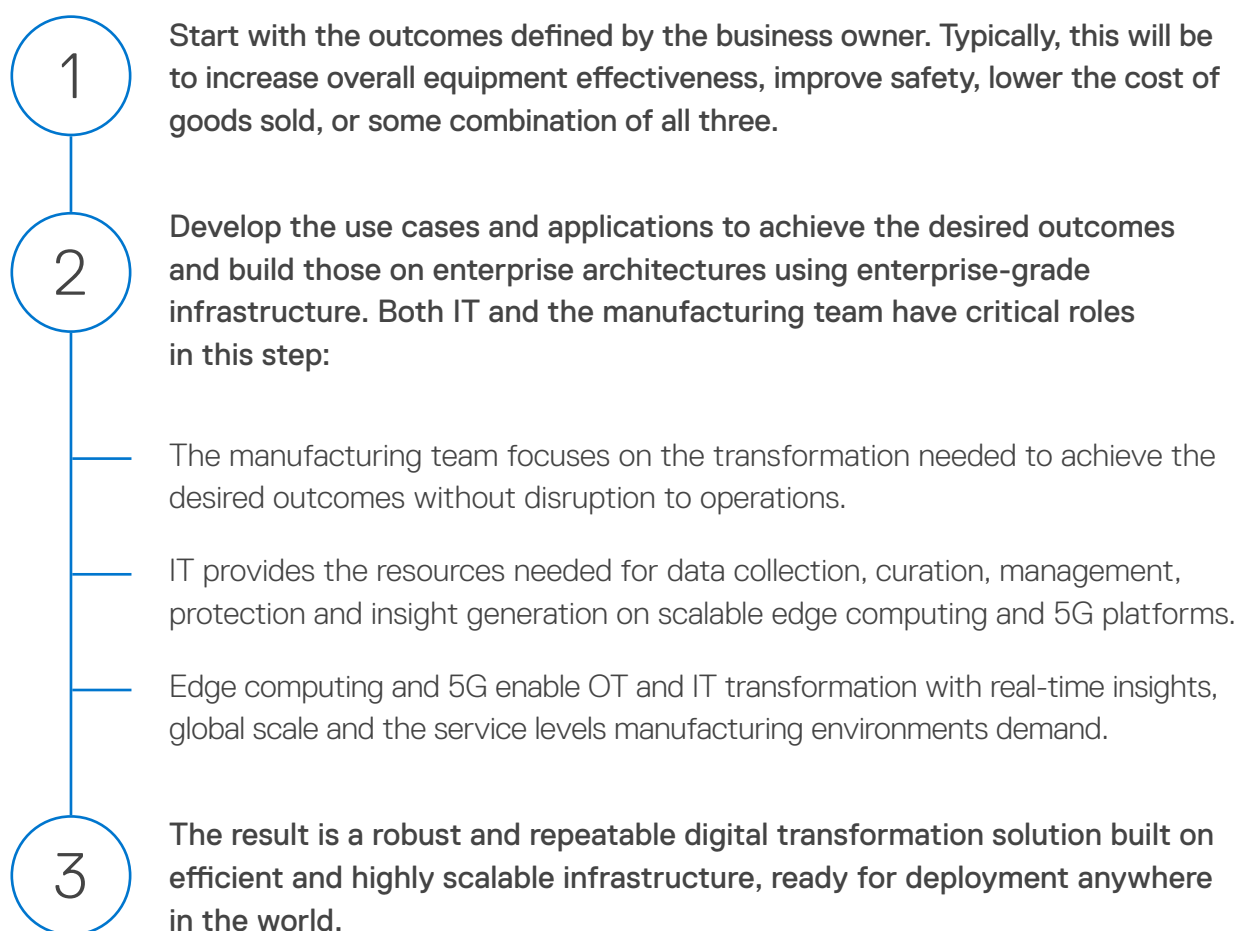 1
Start with the outcomes defined by the business owner. Typically, this will be
to increase overall equipment effectiveness, improve safety, lower the cost of
goods sold, or some combination of all three.
2
Develop the use cases and applications to achieve the desired outcomes
and build those on enterprise architectures using enterprise-grade
infrastructure. Both IT and the manufacturing team have critical roles
in this step:
The manufacturing team focuses on the transformation needed to achieve the
desired outcomes without disruption to operations.
IT provides the resources needed for data collection, curation, management,
protection and insight generation on scalable edge computing and 5G platforms.
Edge computing and 5G enable OT and IT transformation with real-time insights,
global scale and the service levels manufacturing environments demand.
3
The result is a robust and repeatable digital transformation solution built on
efficient and highly scalable infrastructure, ready for deployment anywhere
in the world.